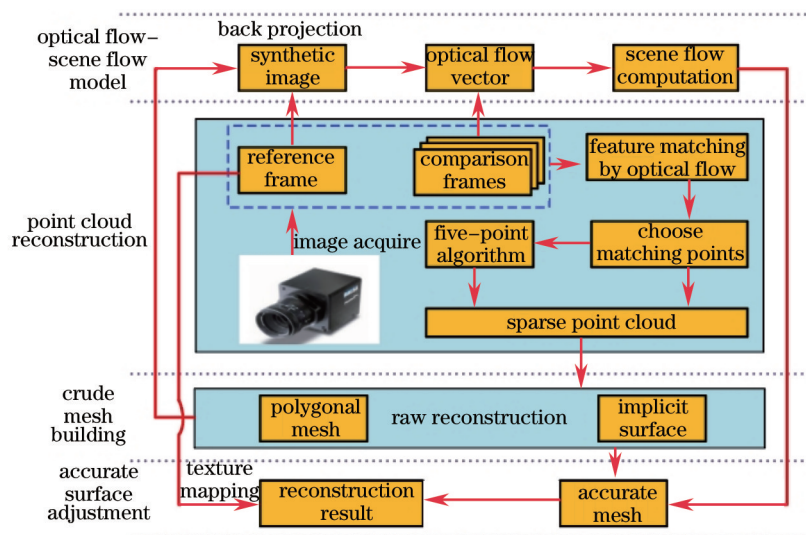 back projection
optical flow–
scene flow
model
synthetic
image
optical flow
vector
scene flow
computation
point cloud
reconstruction
reference
frame
comparison
frames
feature matching
by optical flow
image acquire
five–point
algorithm
choose
matching points
sparse point cloud
crude
mesh
building
polygonal
mesh
raw reconstruction
implicit
surface
accurate
surface
adjustment
texture
mapping
reconstruction
result
accurate
mesh